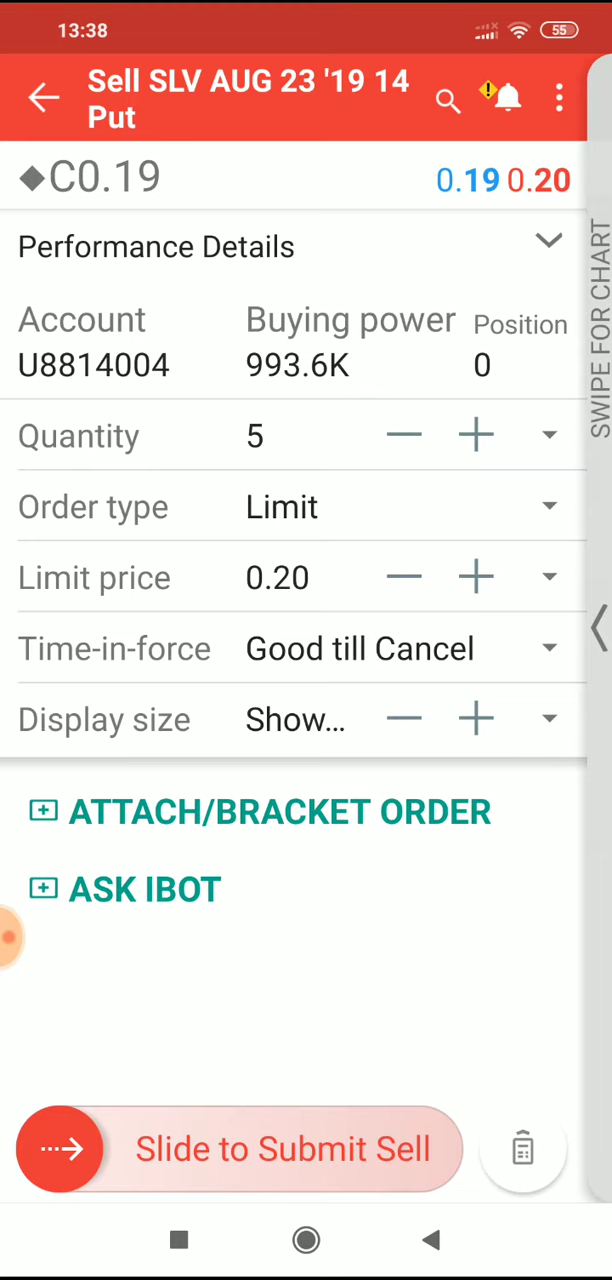 13:38
55
Sell SLV AUG 23 '19 14
Put
C0.19
0.19 0.20
Performance Details
SWIPE FOR CHART
Account Buying power Position
U8814004 993.6K 0
Quantity 5
Order type Limit
Limit price 0.20
Time-in-force Good till Cancel
Display size Show...
ATTACH/BRACKET ORDER
ASK IBOT
Slide to Submit Sell